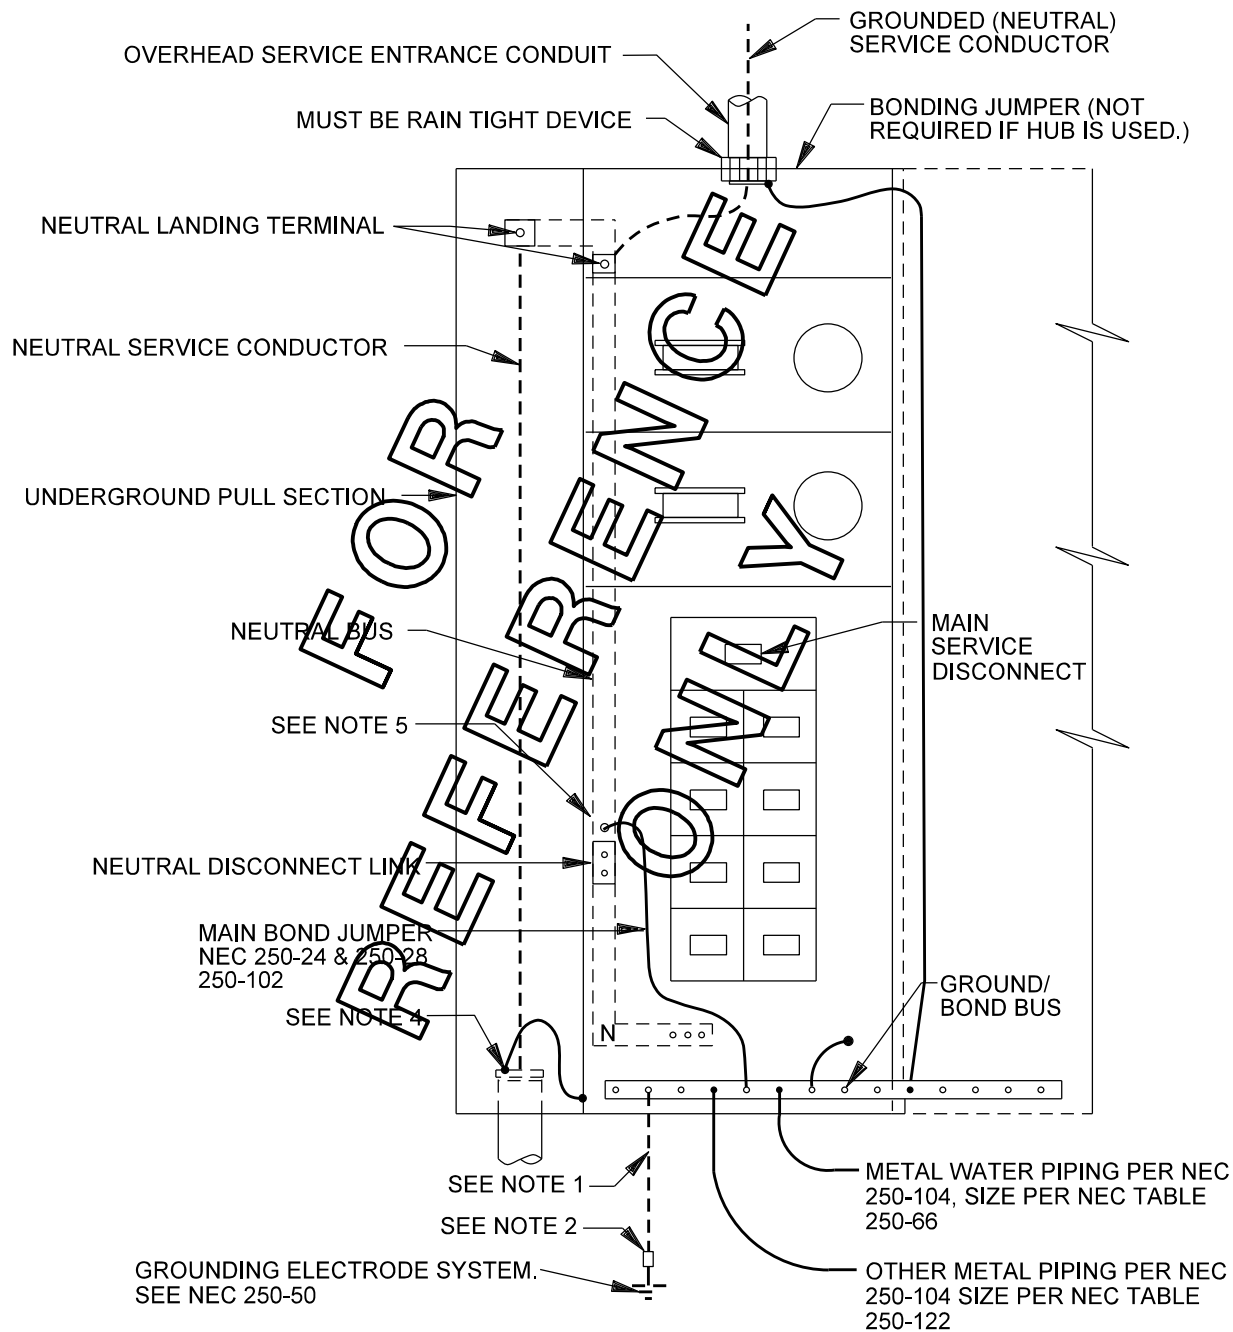 GROUNDED (NEUTRAL)
SERVICE CONDUCTOR
OVERHEAD SERVICE ENTRANCE CONDUIT
BONDING JUMPER (NOT
REQUIRED IF HUB IS USED.)
MUST BE RAIN TIGHT DEVICE
NEUTRAL LANDING TERMINAL
NEUTRAL SERVICE CONDUCTOR
UNDERGROUND PULL SECTION
NEUTRAL BUS
MAIN
SERVICE
DISCONNECT
SEE NOTE 5
NEUTRAL DISCONNECT LINK
MAIN BOND JUMPER
NEC 250-24 & 250-28
250-102
GROUND/
BOND BUS
SEE NOTE 4
N
METAL WATER PIPING PER NEC
250-104, SIZE PER NEC TABLE
250-66
SEE NOTE 1
SEE NOTE 2
GROUNDING ELECTRODE SYSTEM.
SEE NEC 250-50
OTHER METAL PIPING PER NEC
250-104 SIZE PER NEC TABLE
250-122
FOR
REFERENCE
ONLY